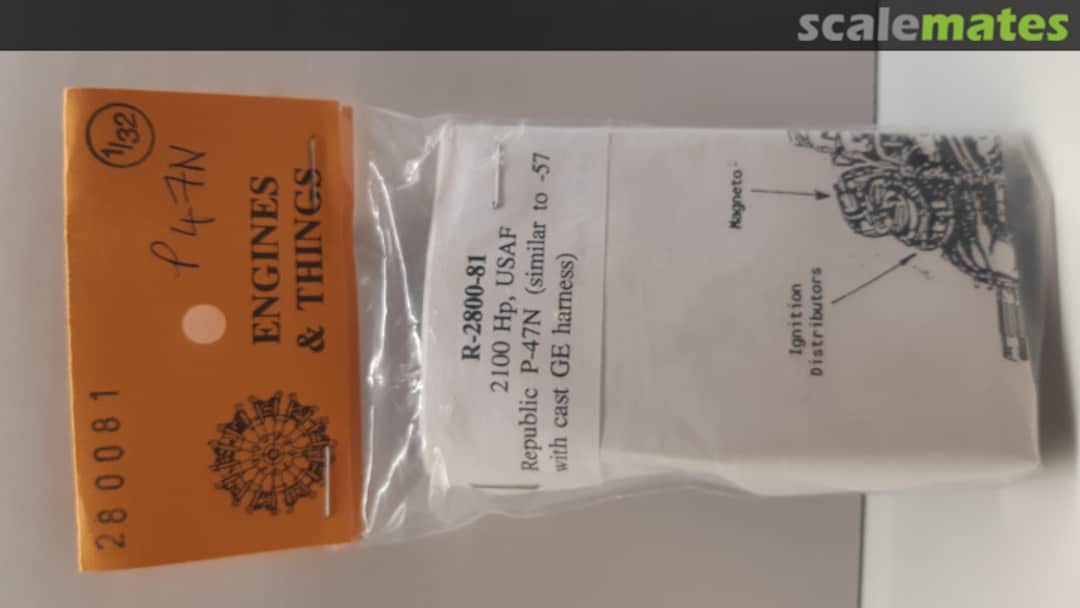 scalemates
280081
1/32
P47N
ENGINES
& THINGS
R-2800-81
2100 Hp, USAF
Republic P-47N (similar to -57
with cast GE harness)
Magneto
Ignition
Distributors